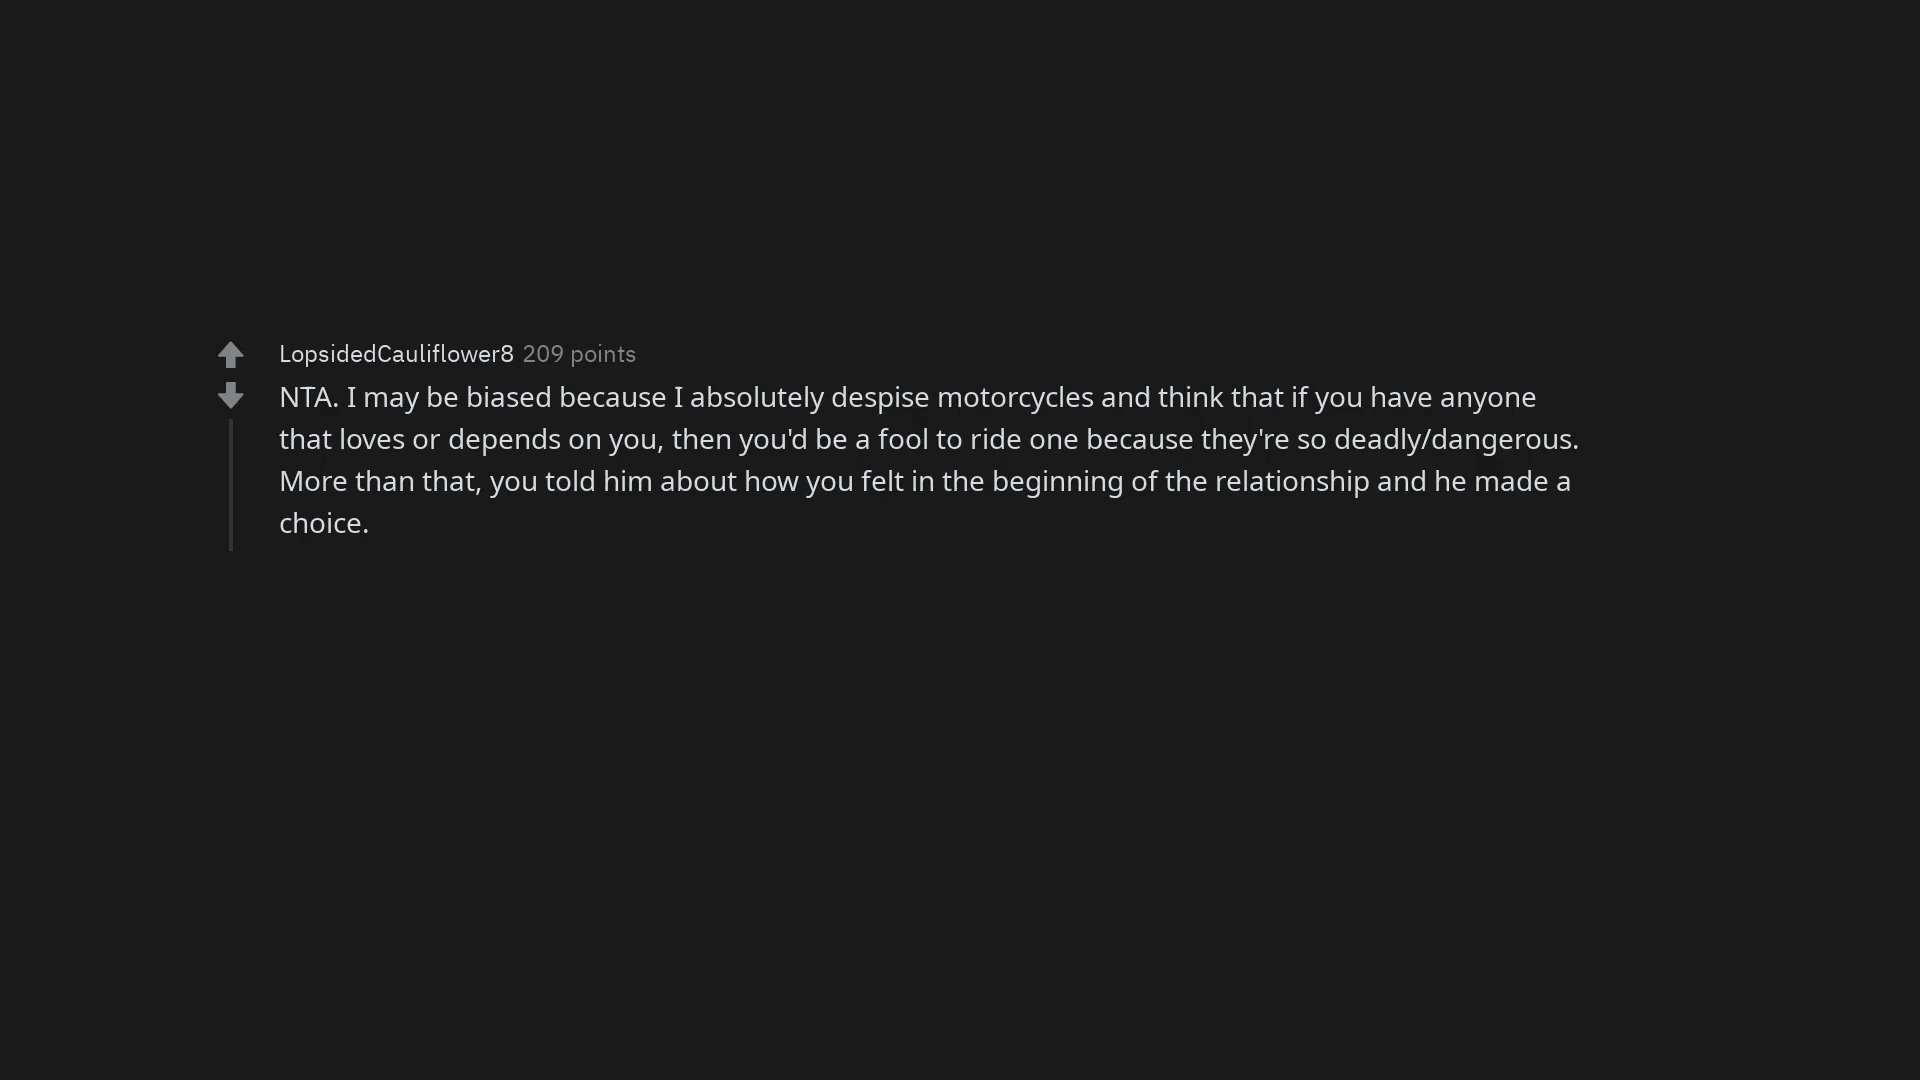 LopsidedCauliflower8 209 points
NTA. I may be biased because I absolutely despise motorcycles and think that if you have anyone
that loves or depends on you, then you'd be a fool to ride one because they're so deadly/dangerous.
More than that, you told him about how you felt in the beginning of the relationship and he made a
choice.